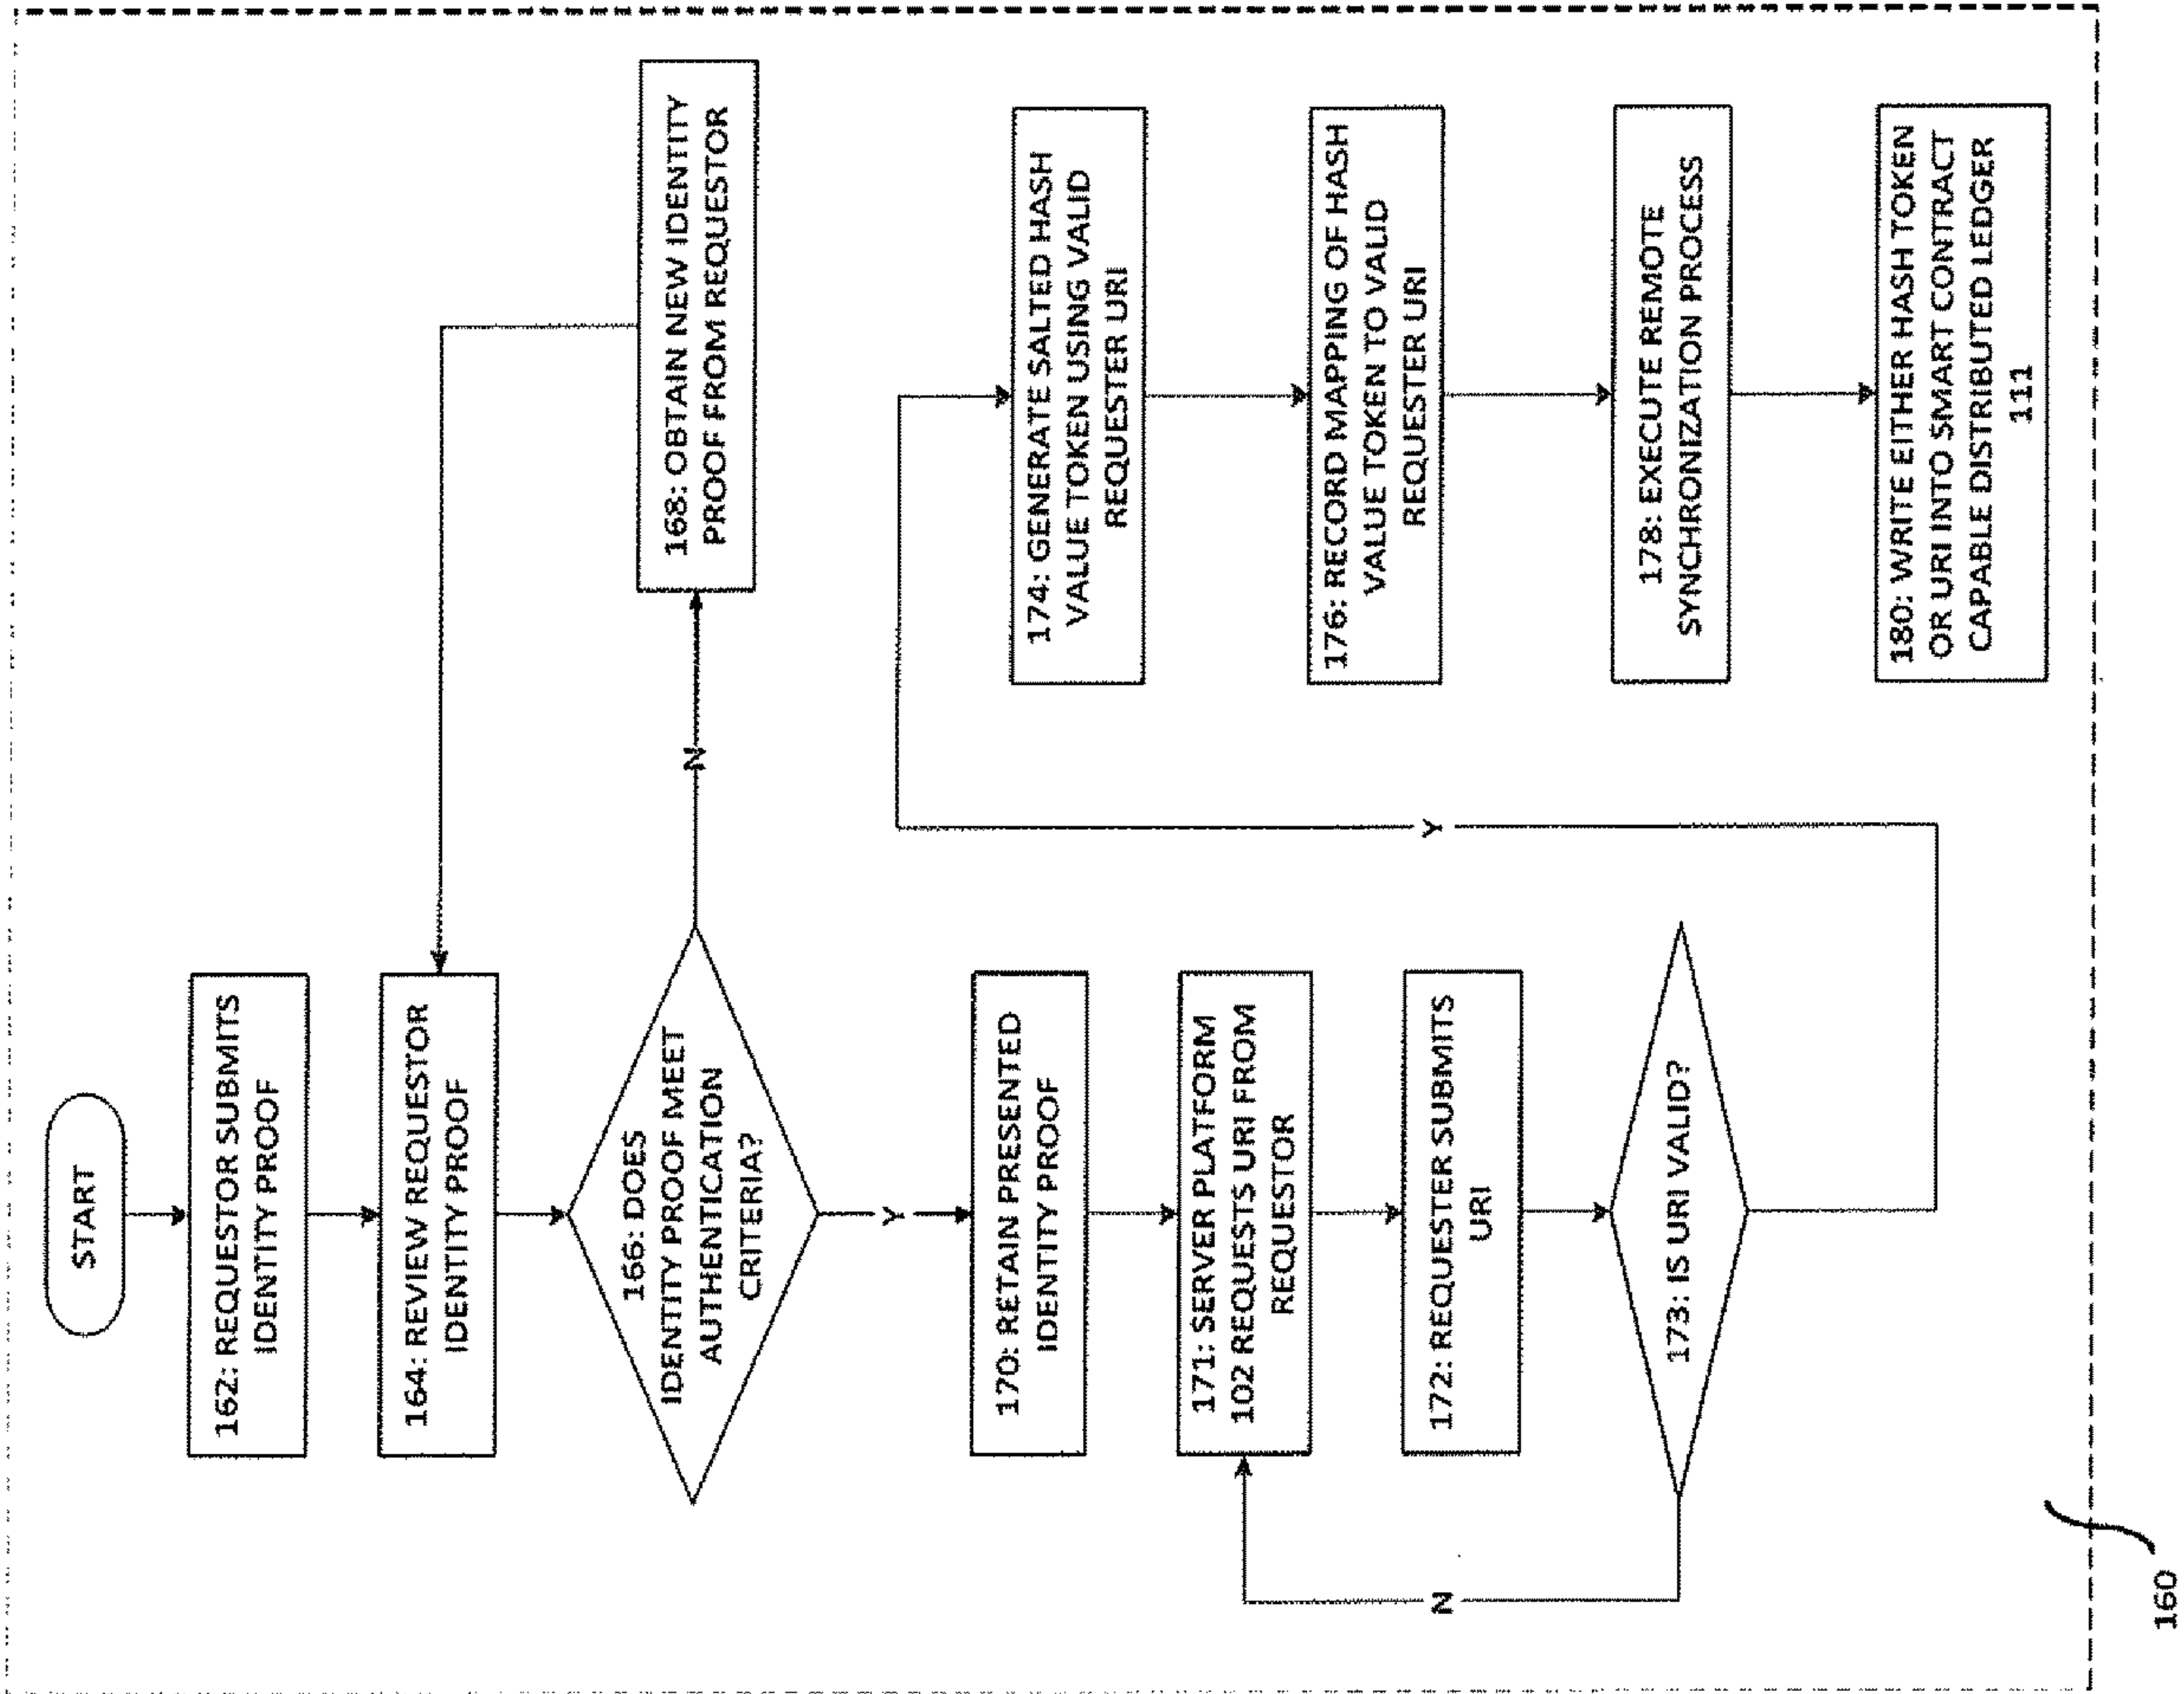 START
162: REQUESTOR SUBMITS
IDENTITY PROOF
164: REVIEW REQUESTOR
IDENTITY PROOF
166: DOES
IDENTITY PROOF MEET
AUTHENTICATION
CRITERIA?
N
168: OBTAIN NEW IDENTITY
PROOF FROM REQUESTOR
Y
170: RETAIN PRESENTED
IDENTITY PROOF
171: SERVER PLATFORM
102 REQUESTS URI FROM
REQUESTOR
172: REQUESTER SUBMITS
URI
173: IS URI VALID?
N
Y
174: GENERATE SALTED HASH
VALUE TOKEN USING VALID
REQUESTER URI
176: RECORD MAPPING OF HASH
VALUE TOKEN TO VALID
REQUESTER URI
178: EXECUTE REMOTE
SYNCHRONIZATION PROCESS
180: WRITE EITHER HASH TOKEN
OR URI INTO SMART CONTRACT
CAPABLE DISTRIBUTED LEDGER
111
160